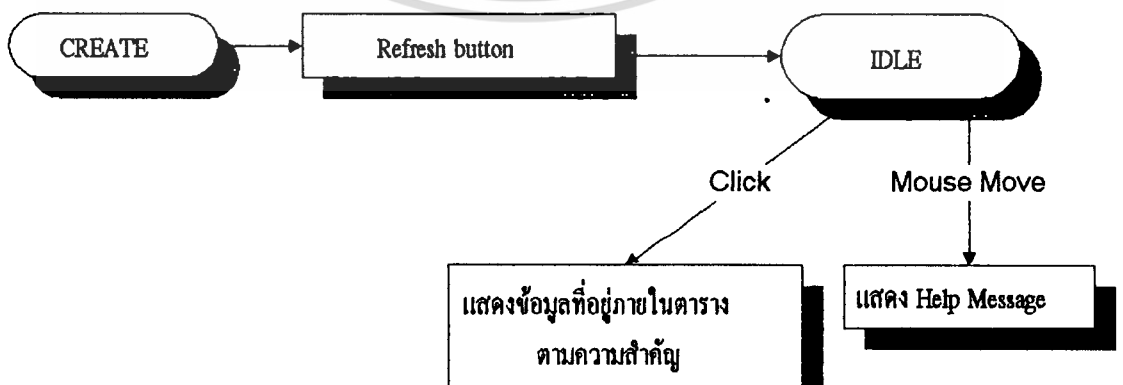 CREATE
Refresh button
IDLE
Click
Mouse Move
แสดงข้อมูลที่อยู่ภายในตาราง
ตามความสำคัญ
แสดง Help Message